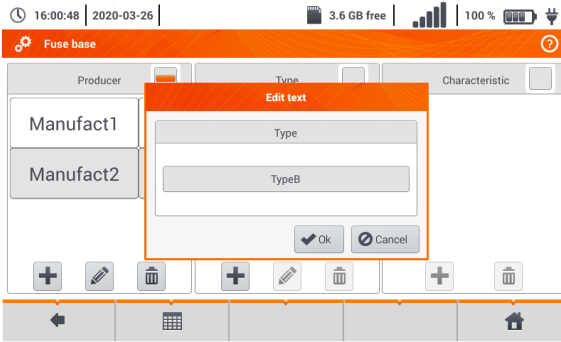 16:00:48 2020-03-26 3.6 GB free 100 %
Fuse base
Producer Type Characteristic
Edit text
Type
Manufact1
Manufact2
TypeB
Ok Cancel